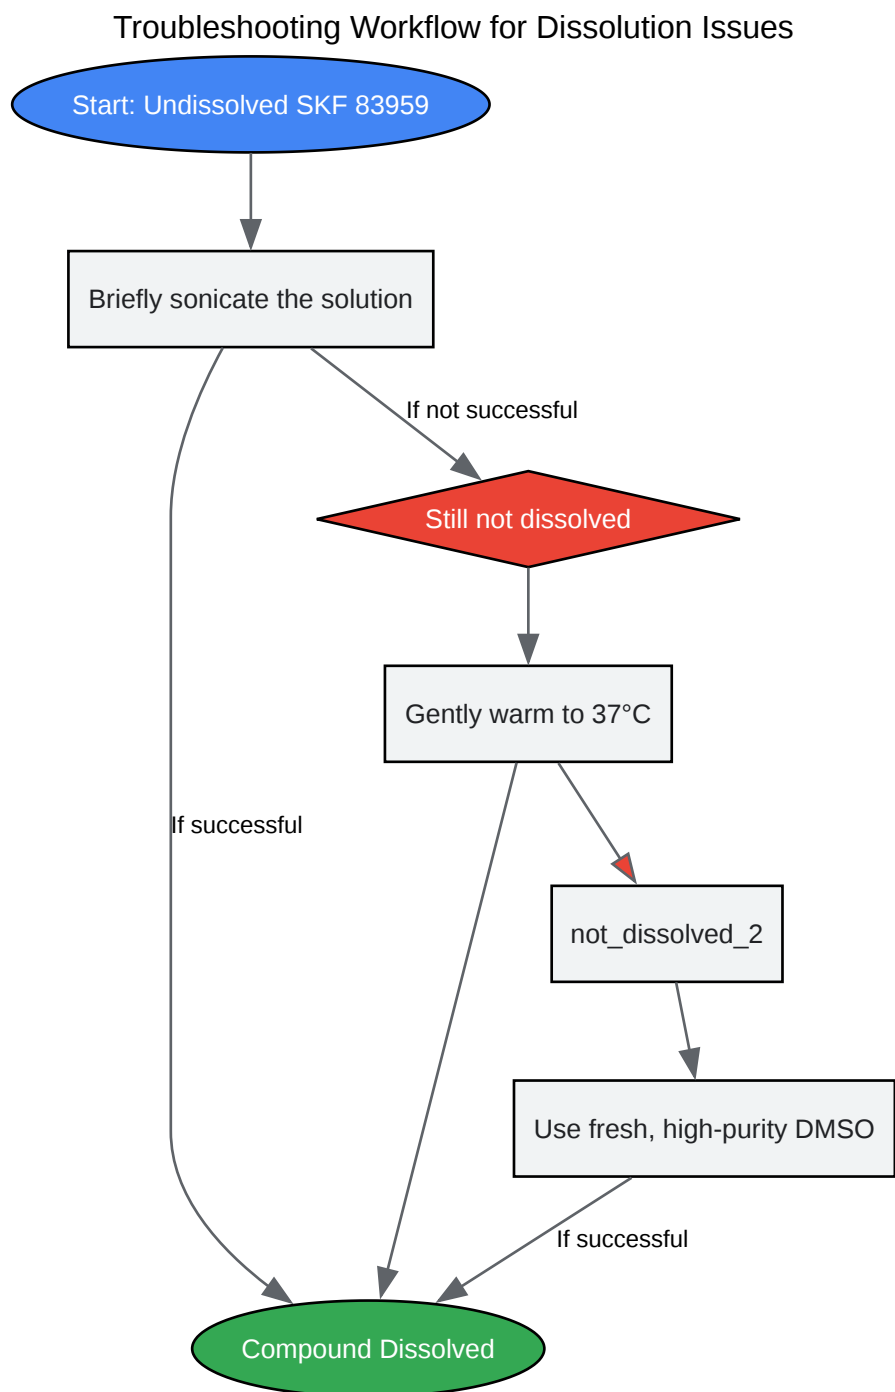 Troubleshooting Workflow for Dissolution Issues
Start: Undissolved SKF 83959
Briefly sonicate the solution
If not successful
Still not dissolved
Gently warm to 37°C
If successful
not_dissolved_2
Use fresh, high-purity DMSO
If successful
Compound Dissolved